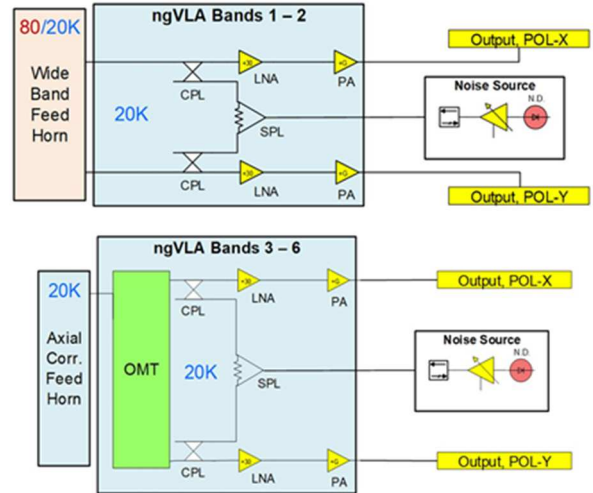 ngVLA Bands 1 – 2
80/20K
Wide
Band
Feed
Horn
20K
CPL
+30
LNA
+G
PA
SPL
CPL
+30
LNA
+G
PA
Output, POL-X
Noise Source
N.D.
Output, POL-Y
ngVLA Bands 3 – 6
20K
Axial
Corr.
Feed
Horn
OMT
20K
CPL
+30
LNA
+G
PA
SPL
CPL
+30
LNA
+G
PA
Output, POL-X
Noise Source
N.D.
Output, POL-Y